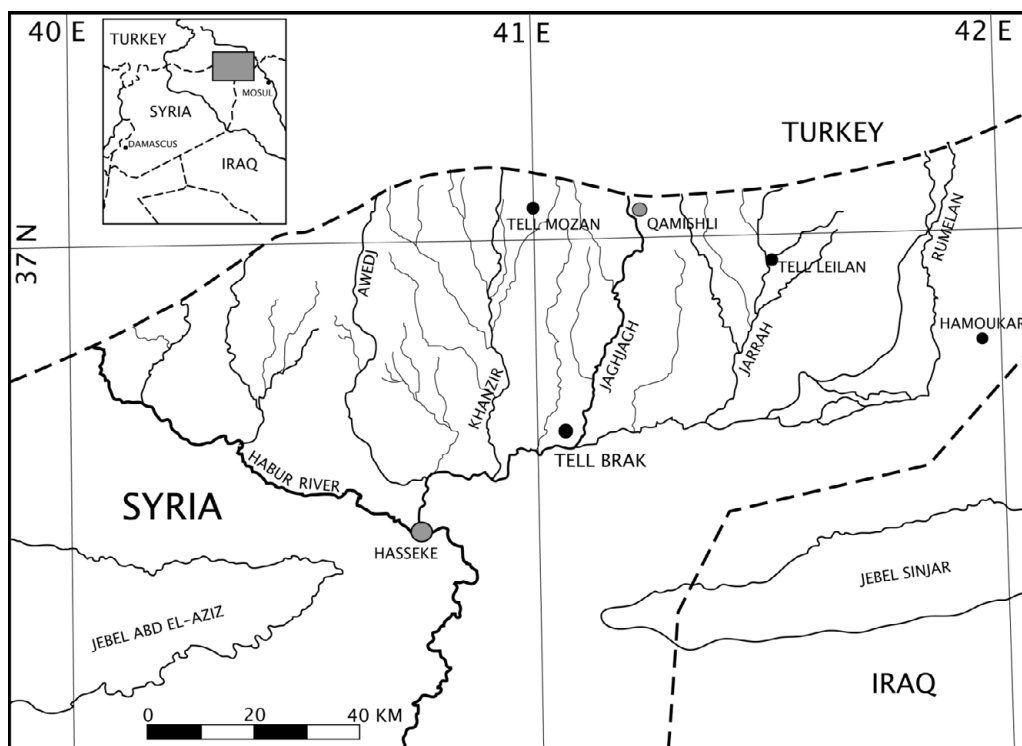 40 E
41 E
42 E
TURKEY
MOSUL
SYRIA
DAMASCUS
IRAQ
TURKEY
37 N
AWEDJ
KHANZIR
TELL MOZAN
JAGHJAGH
QAMISHLI
JARRAH
TELL LEILAN
RUMELAN
HAMOUKAR
TELL BRAK
HABUR RIVER
SYRIA
HASSEKE
JEBEL ABD EL-AZIZ
JEBEL SINJAR
IRAQ
0 20 40 KM